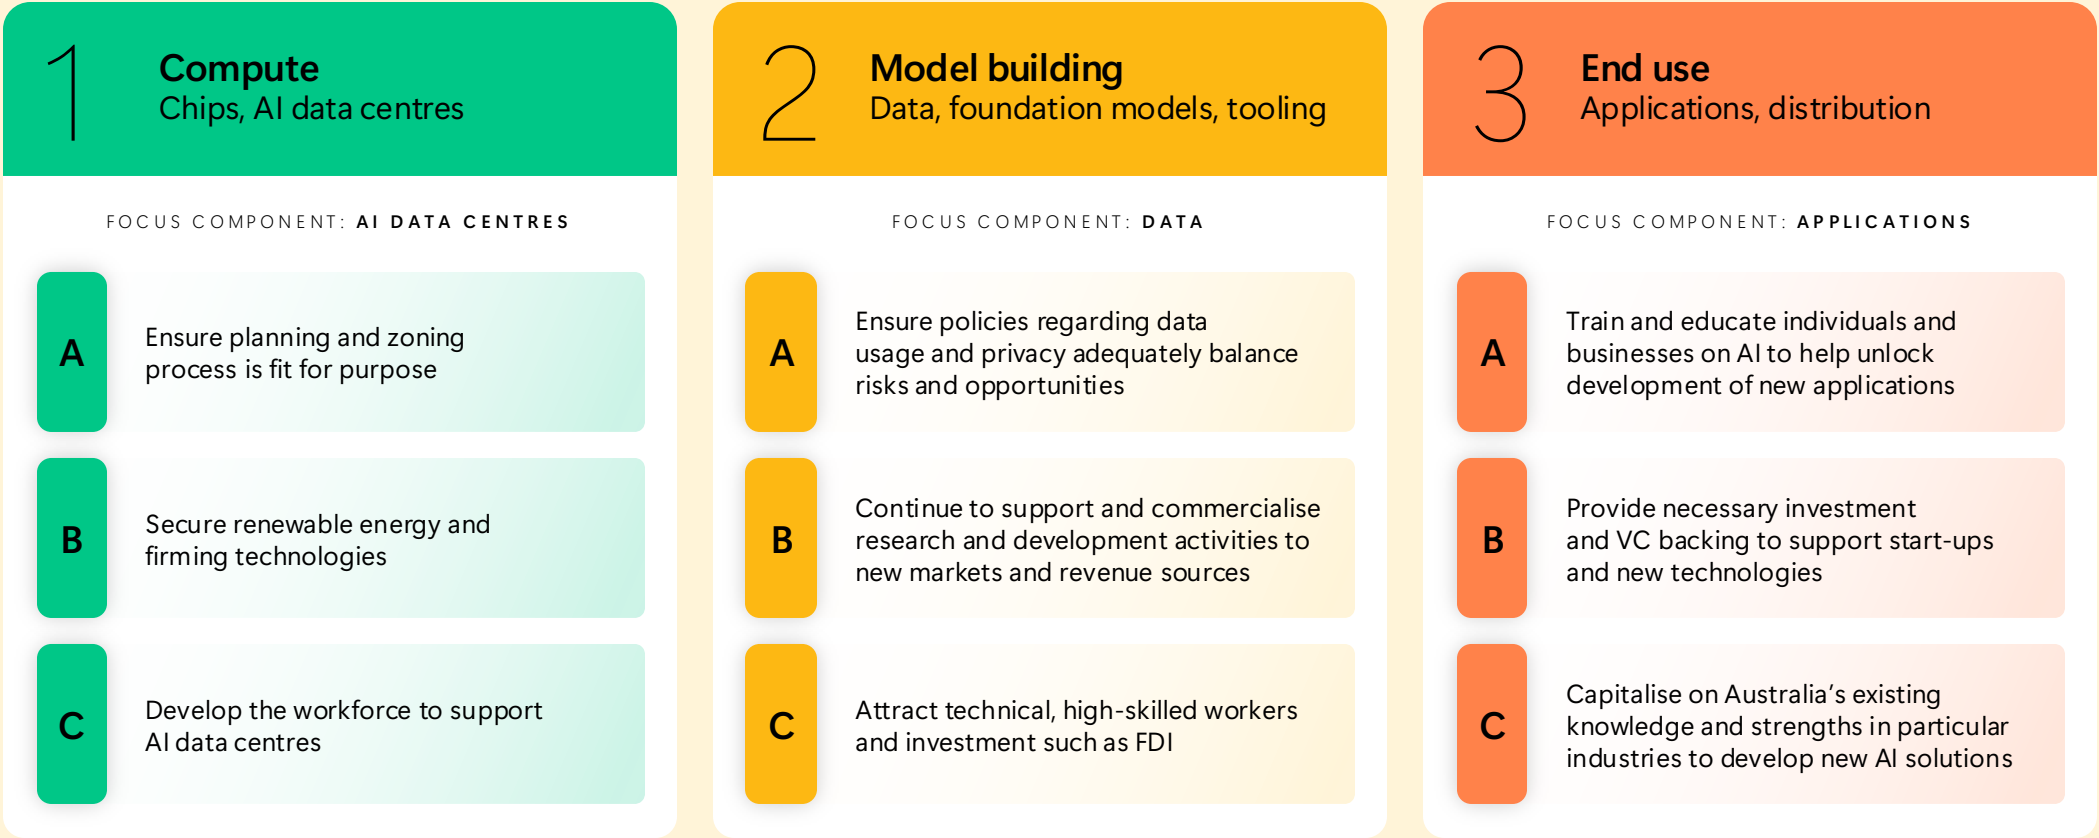 1
Compute
Chips, AI data centres
FOCUS COMPONENT: AI DATA CENTRES
A
Ensure planning and zoning
process is fit for purpose
B
Secure renewable energy and
firming technologies
C
Develop the workforce to support
AI data centres
2
Model building
Data, foundation models, tooling
FOCUS COMPONENT: DATA
A
Ensure policies regarding data
usage and privacy adequately balance
risks and opportunities
B
Continue to support and commercialise
research and development activities to
new markets and revenue sources
C
Attract technical, high-skilled workers
and investment such as FDI
3
End use
Applications, distribution
FOCUS COMPONENT: APPLICATIONS
A
Train and educate individuals and
businesses on AI to help unlock
development of new applications
B
Provide necessary investment
and VC backing to support start-ups
and new technologies
C
Capitalise on Australia’s existing
knowledge and strengths in particular
industries to develop new AI solutions